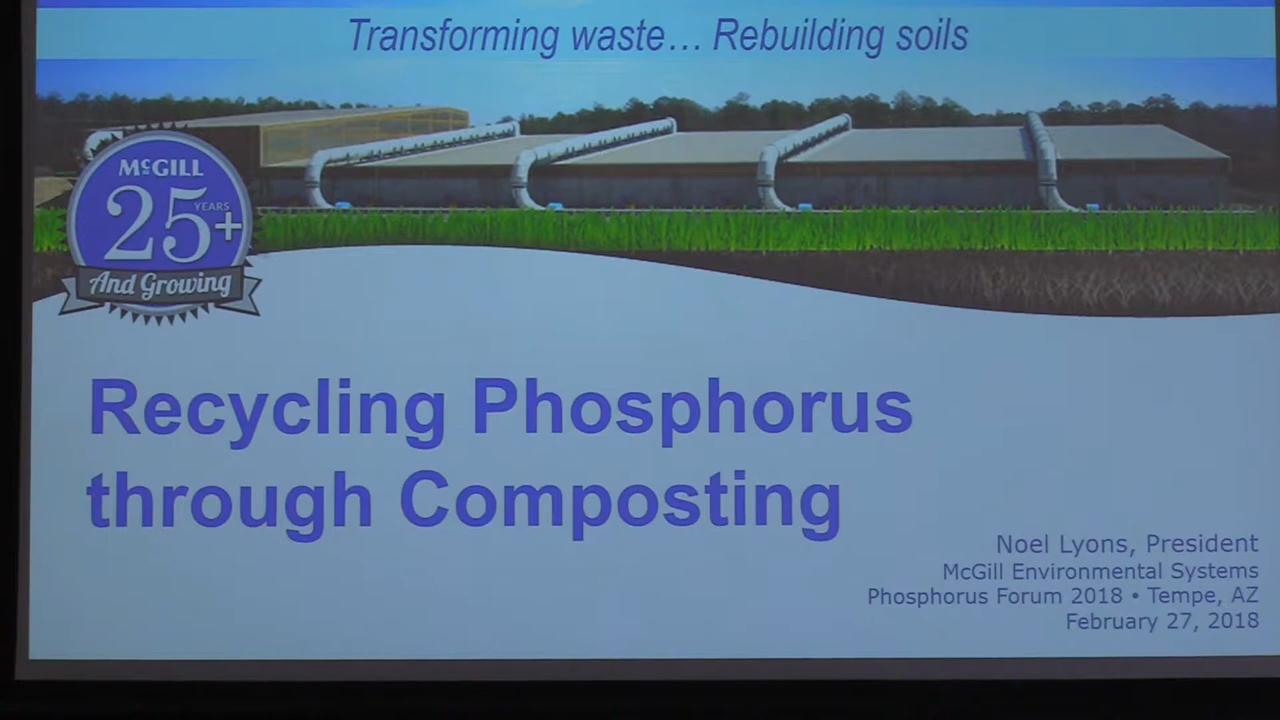 Transforming waste… Rebuilding soils
McGILL
25+
YEARS
And Growing
Recycling Phosphorus
through Composting
Noel Lyons, President
McGill Environmental Systems
Phosphorus Forum 2018 • Tempe, AZ
February 27, 2018